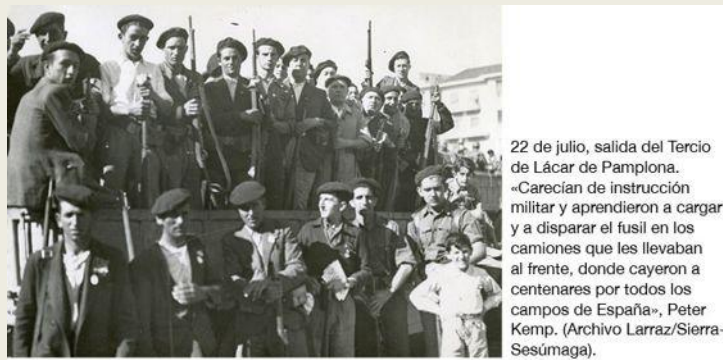 22 de julio, salida del Tercio
de Lácar de Pamplona.
«Carecían de instrucción
militar y aprendieron a cargar
y a disparar el fusil en los
camiones que les llevaban
al frente, donde cayeron a
centenares por todos los
campos de España», Peter
Kemp. (Archivo Larraz/Sierra-
Sesúmaga).